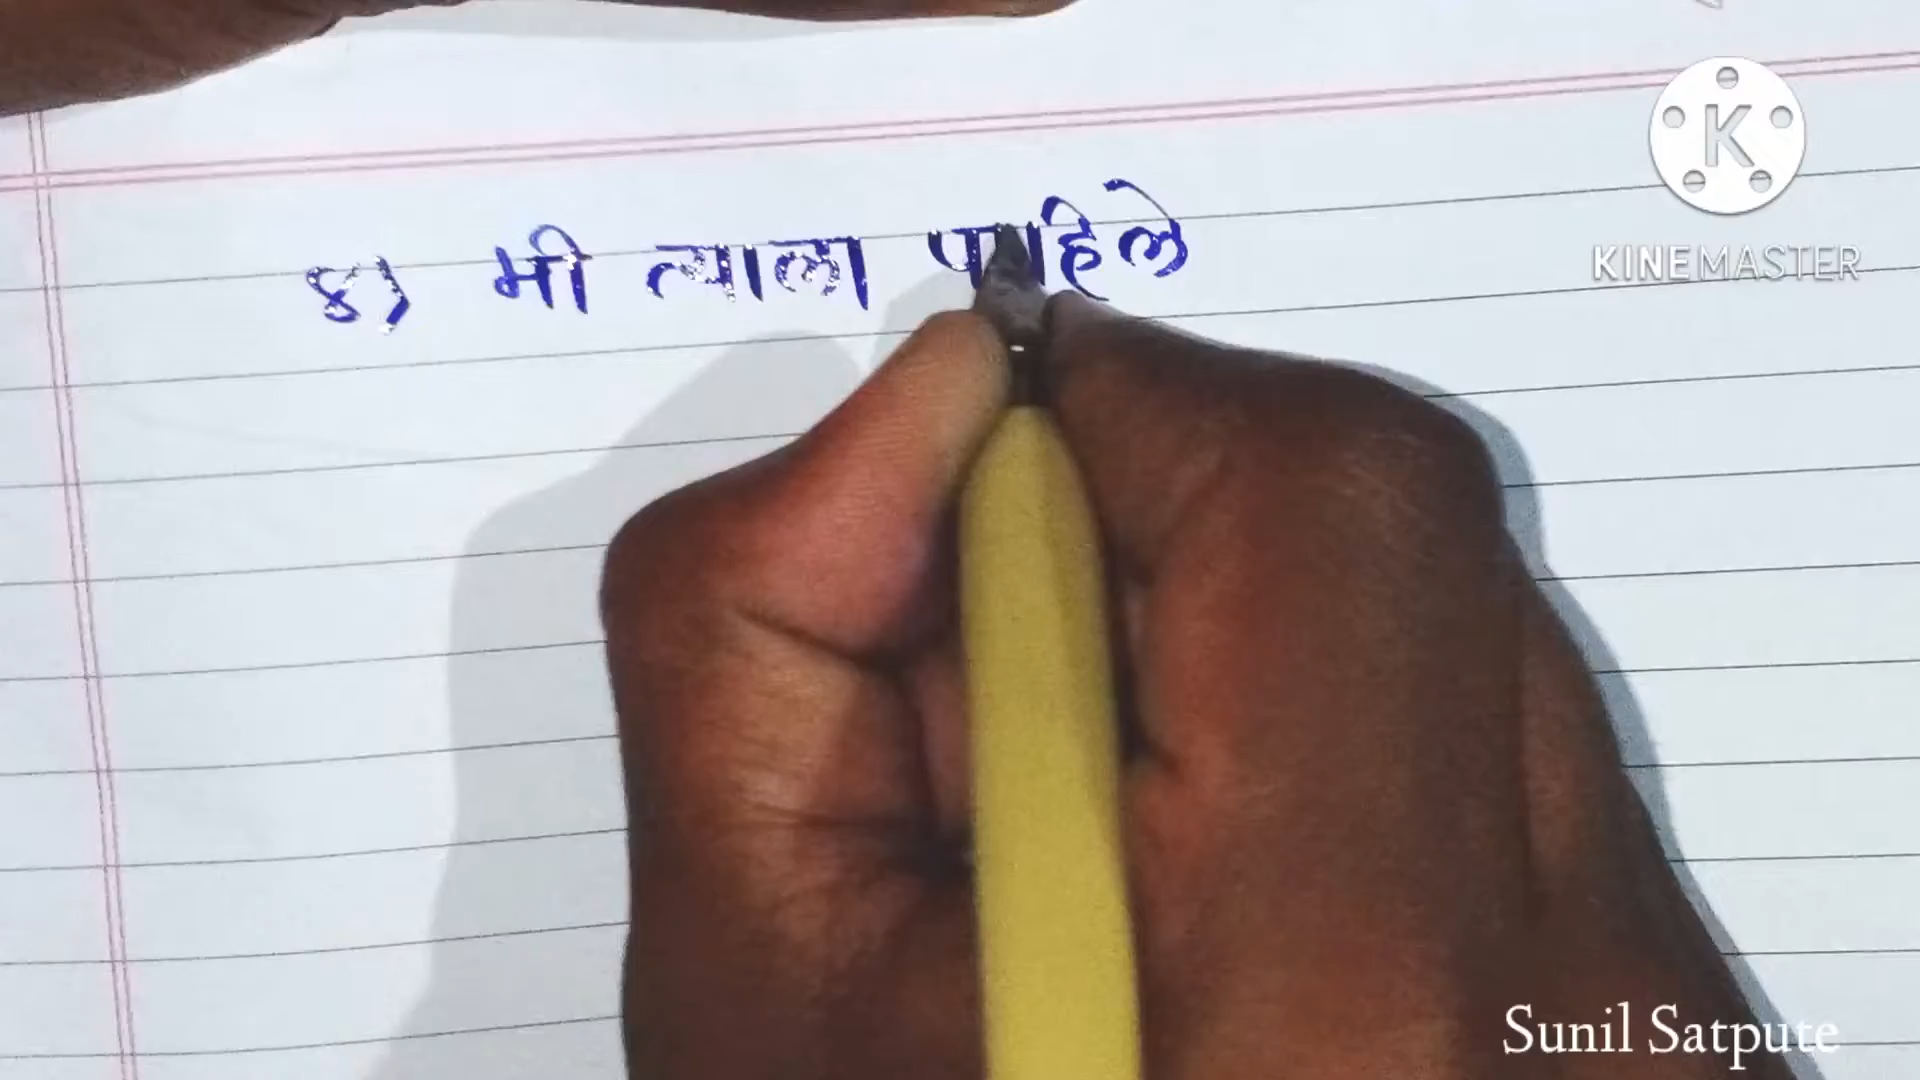 ४) मी त्याला पाहिले
K
KINEMASTER
Sunil Satpute